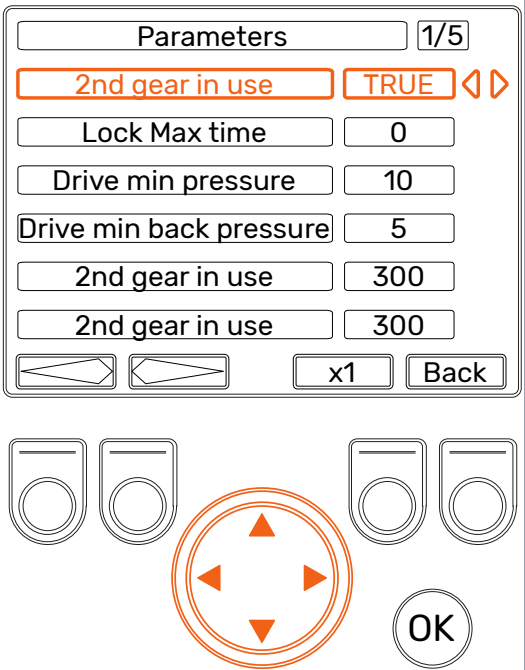 Parameters 1/5
2nd gear in use TRUE
Lock Max time 0
Drive min pressure 10
Drive min back pressure 5
2nd gear in use 300
2nd gear in use 300
x1 Back
OK